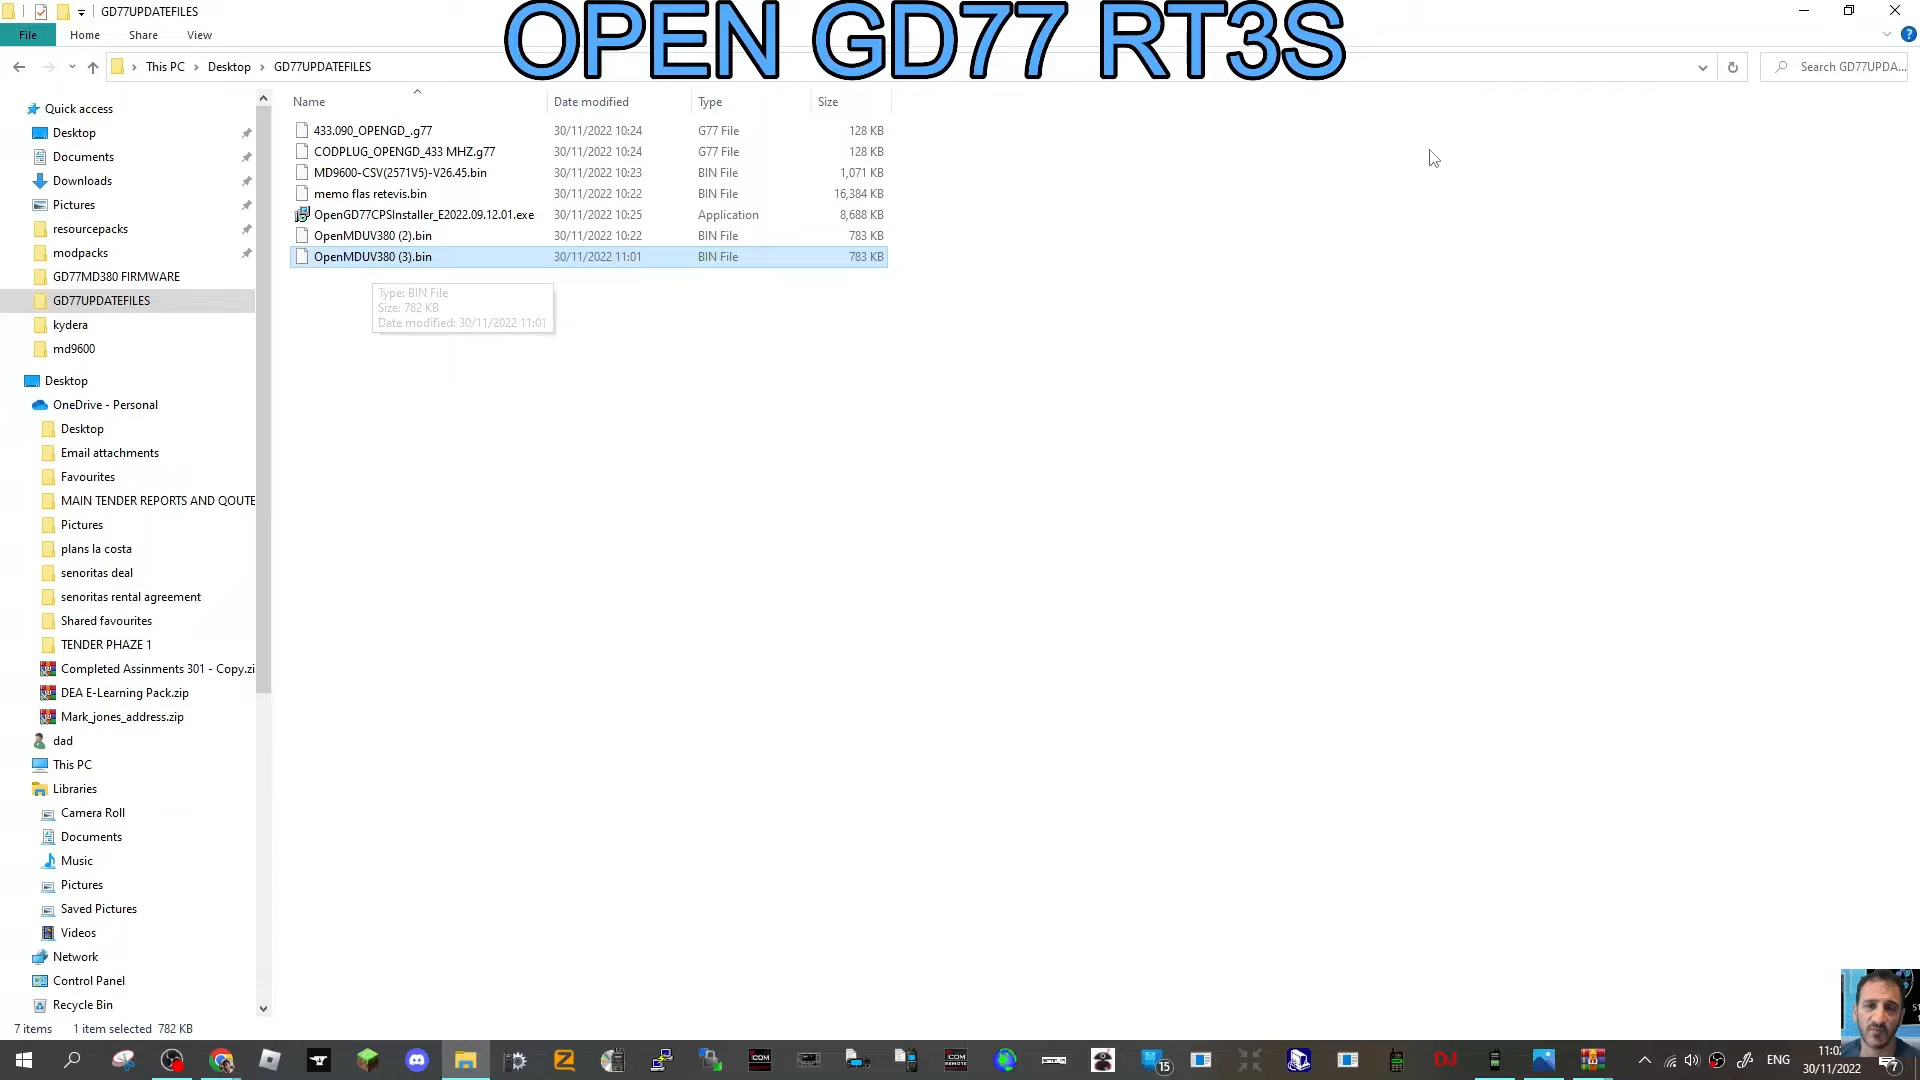 GD77UPDATEFILES
OPEN GD77 RT3S
File Home Share View
This PC > Desktop > GD77UPDATEFILES
Search GD77UPDA...
Quick access
Desktop
Documents
Downloads
Pictures
resourcepacks
modpacks
GD77MD380 FIRMWARE
GD77UPDATEFILES
kydera
md9600
Desktop
OneDrive - Personal
Desktop
Email attachments
Favourites
MAIN TENDER REPORTS AND QOUTE
Pictures
plans la costa
senoritas deal
senoritas rental agreement
Shared favourites
TENDER PHAZE 1
Completed Assinments 301 - Copy.zi
DEA E-Learning Pack.zip
Mark_jones_address.zip
dad
This PC
Libraries
Camera Roll
Documents
Music
Pictures
Saved Pictures
Videos
Network
Control Panel
Recycle Bin
Name Date modified Type Size
433.090_OPENGD_.g77 30/11/2022 10:24 G77 File 128 KB
CODPLUG_OPENGD_433 MHZ.g77 30/11/2022 10:24 G77 File 128 KB
MD9600-CSV(2571V5)-V26.45.bin 30/11/2022 10:23 BIN File 1,071 KB
memo flas retevis.bin 30/11/2022 10:22 BIN File 16,384 KB
OpenGD77CPSInstaller_E2022.09.12.01.exe 30/11/2022 10:25 Application 8,688 KB
OpenMDUV380 (2).bin 30/11/2022 10:22 BIN File 783 KB
OpenMDUV380 (3).bin 30/11/2022 11:01 BIN File 783 KB
Type: BIN File
Size: 782 KB
Date modified: 30/11/2022 11:01
7 items 1 item selected 782 KB
15
DJ
ENG
30/11/2022
7